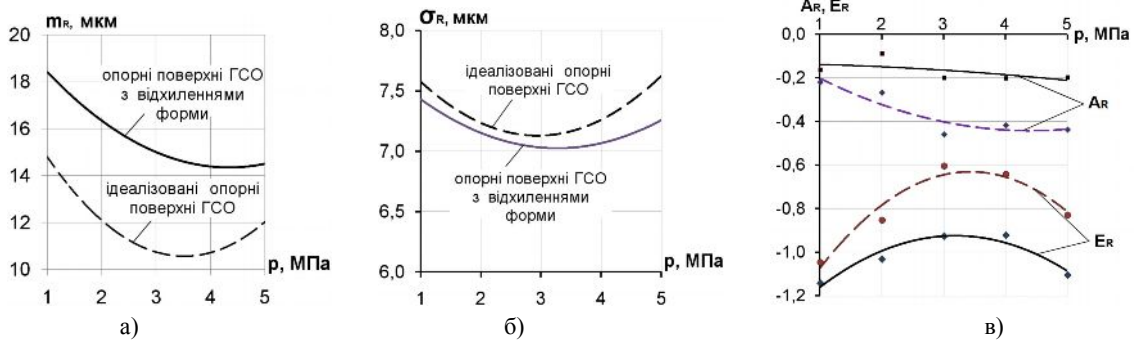 mR, мкм
20
18
16
14
12
10
1 2 3 4 5
p, МПа
опорні поверхні ГСО
з відхиленнями
форми
ідеалізовані опорні
поверхні ГСО
а)
σR, мкм
8,0
7,5
7,0
6,5
6,0
1 2 3 4 5
p, МПа
ідеалізовані опорні
поверхні ГСО
опорні поверхні ГСО
з відхиленнями
форми
б)
AR, ER
1 2 3 4 5
p, МПа
0,0
-0,2
-0,4
-0,6
-0,8
-1,0
-1,2
AR
ER
в)